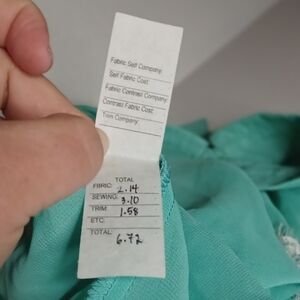 Fabric Self Company:
Self Fabric Cost:
Fabric Contrast Company:
Contrast Fabric Cost:
Trim Company:
TOTAL
FBRIC: 2.14
SEWING: 3.10
TRIM: 1.58
ETC:
TOTAL: 6.72